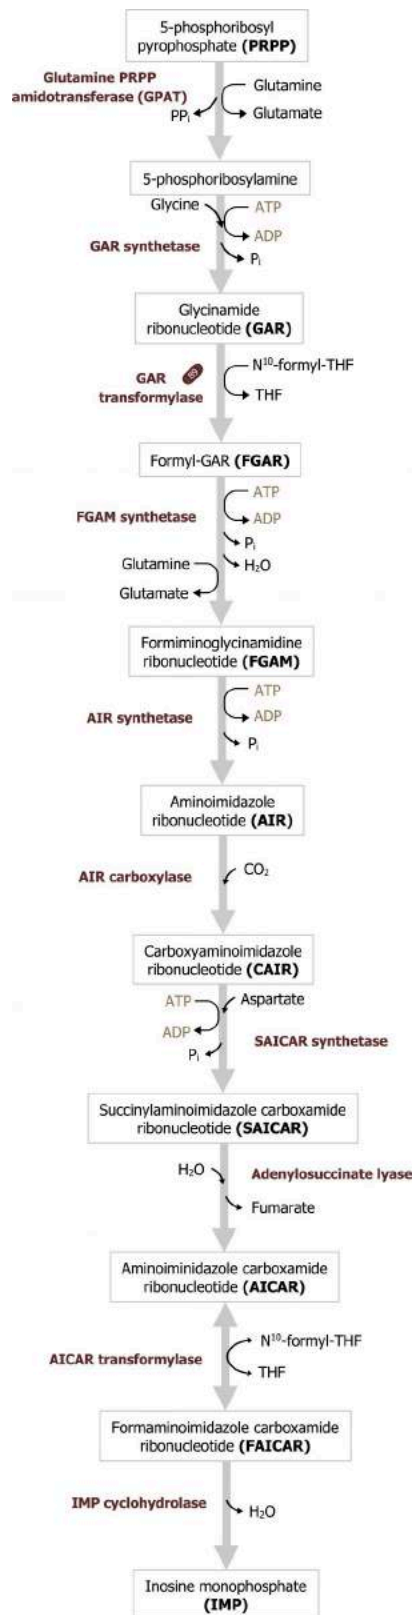 5-phosphoribosyl
pyrophosphate (PRPP)
Glutamine PRPP
amidotransferase (GPAT)
Glutamine
PPi
Glutamate
5-phosphoribosylamine
Glycine
ATP
ADP
GAR synthetase
Pi
Glycinamide
ribonucleotide (GAR)
N10-formyl-THF
GAR
transformylase
THF
Formyl-GAR (FGAR)
ATP
FGAM synthetase
ADP
Pi
Glutamine
H2O
Glutamate
Formiminoglycinamidine
ribonucleotide (FGAM)
ATP
AIR synthetase
ADP
Pi
Aminoimidazole
ribonucleotide (AIR)
AIR carboxylase
CO2
Carboxyaminoimidazole
ribonucleotide (CAIR)
ATP
Aspartate
ADP
SAICAR synthetase
Pi
Succinylaminoimidazole carboxamide
ribonucleotide (SAICAR)
H2O
Adenylosuccinate lyase
Fumarate
Aminoiminidazole carboxamide
ribonucleotide (AICAR)
N10-formyl-THF
AICAR transformylase
THF
Formaminoimidazole carboxamide
ribonucleotide (FAICAR)
IMP cyclohydrolase
H2O
Inosine monophosphate
(IMP)